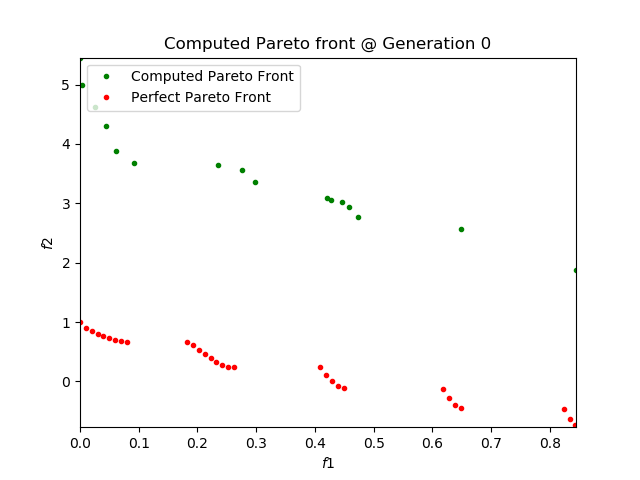 Computed Pareto front @ Generation 0
Computed Pareto Front
Perfect Pareto Front
5
4
3
2
1
0
f2
0.0 0.1 0.2 0.3 0.4 0.5 0.6 0.7 0.8
f1